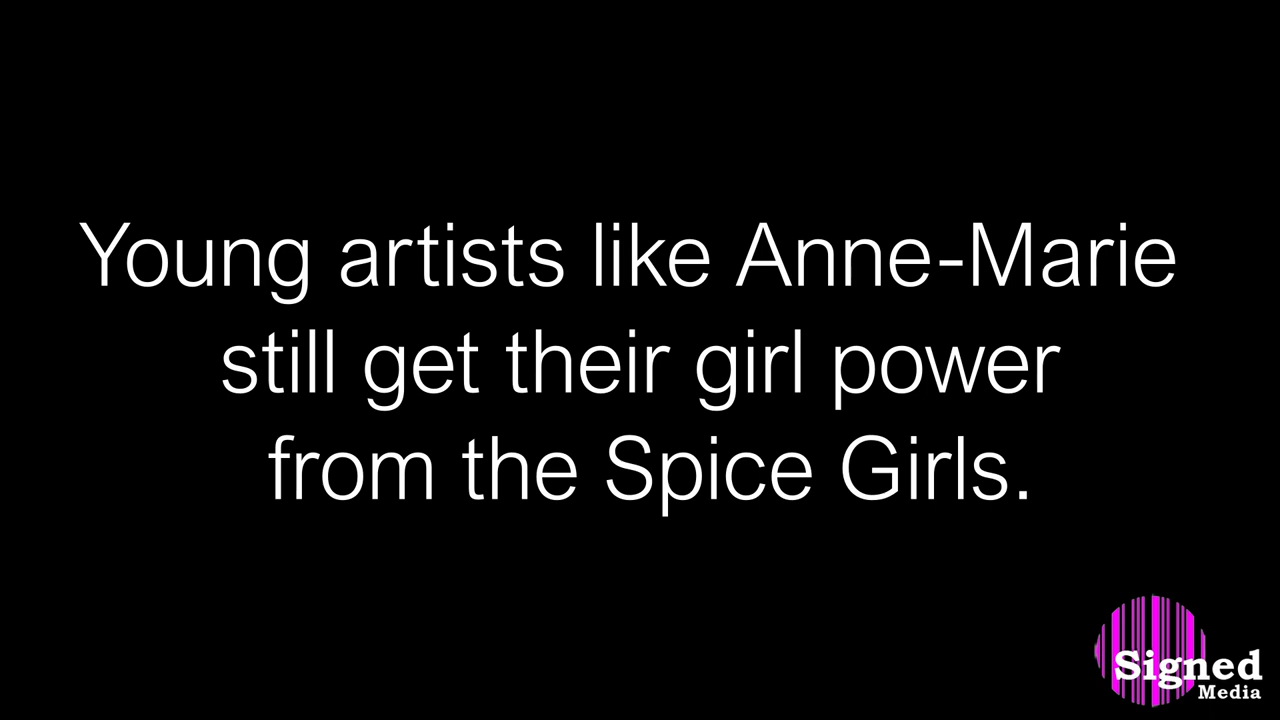 Young artists like Anne-Marie
still get their girl power
from the Spice Girls.
Signed
Media